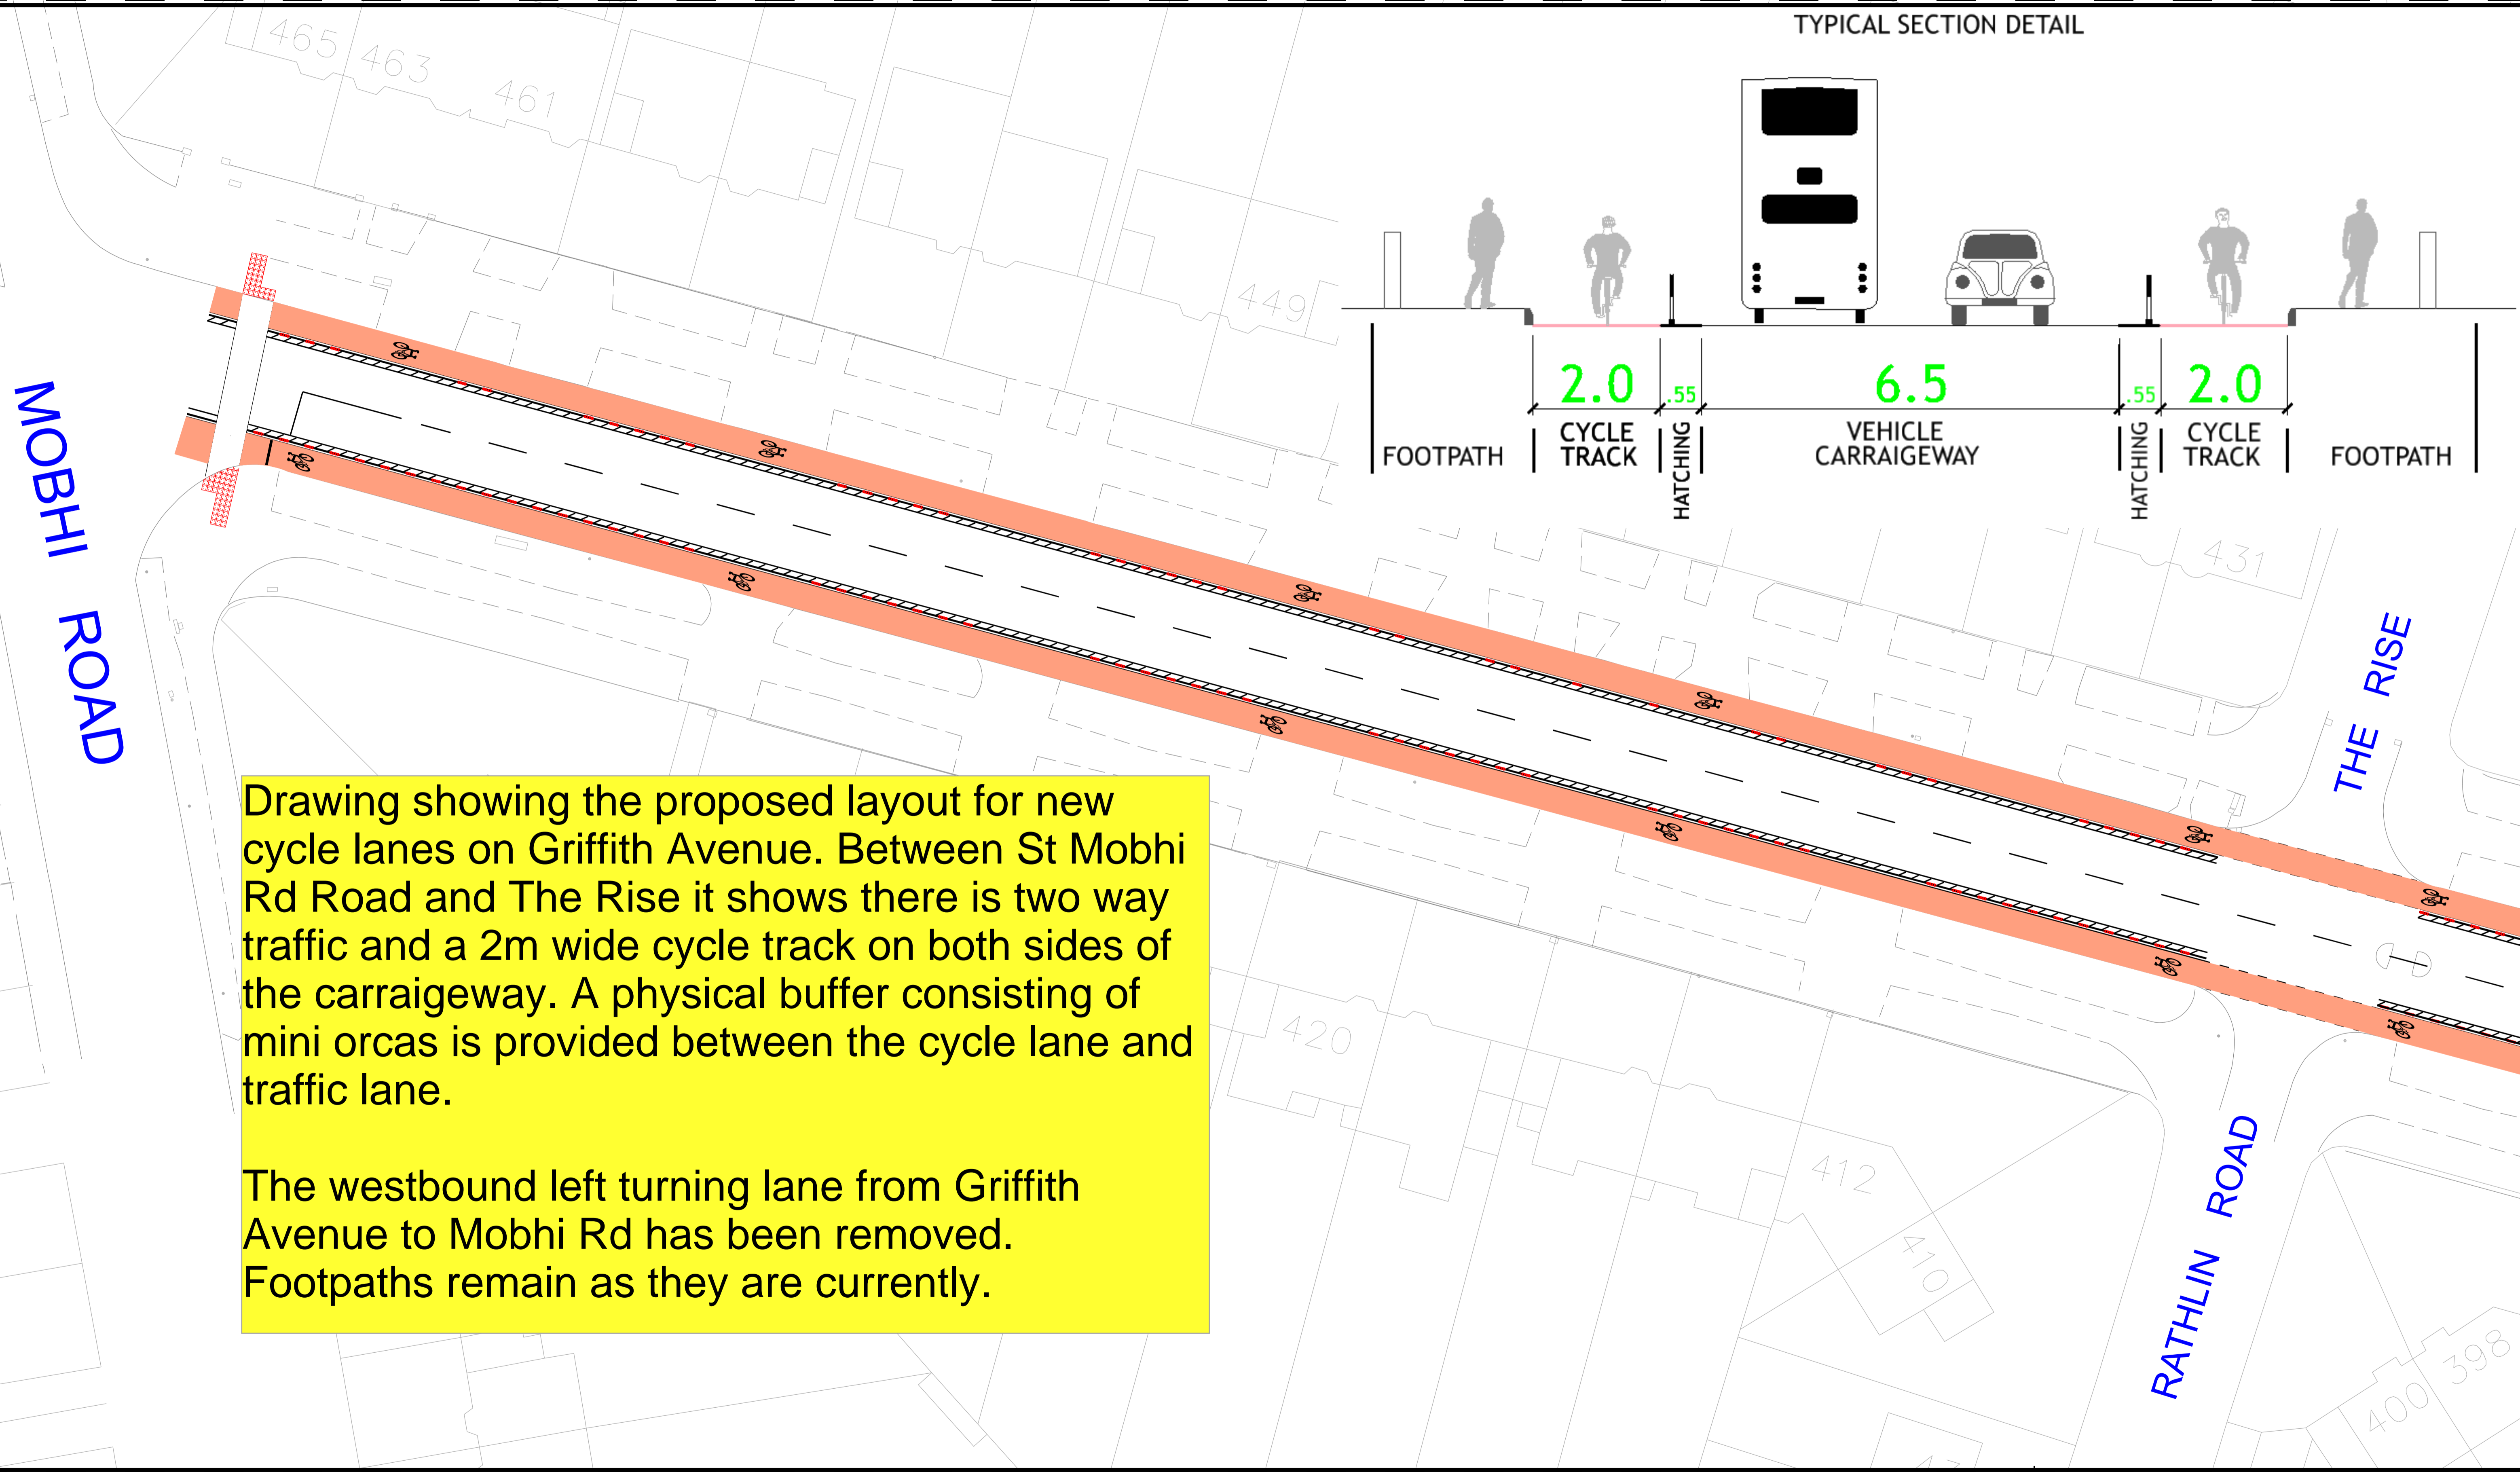 TYPICAL SECTION DETAIL
465
463
461
449
2.0
.55
6.5
.55
2.0
FOOTPATH
CYCLE
TRACK
HATCHING
VEHICLE
CARRAIGEWAY
HATCHING
CYCLE
TRACK
FOOTPATH
MOBHI ROAD
431
THE RISE
Drawing showing the proposed layout for new
cycle lanes on Griffith Avenue. Between St Mobhi
Rd Road and The Rise it shows there is two way
traffic and a 2m wide cycle track on both sides of
the carraigeway. A physical buffer consisting of
mini orcas is provided between the cycle lane and
traffic lane.
The westbound left turning lane from Griffith
Avenue to Mobhi Rd has been removed.
Footpaths remain as they are currently.
420
412
410
RATHLIN ROAD
400
398